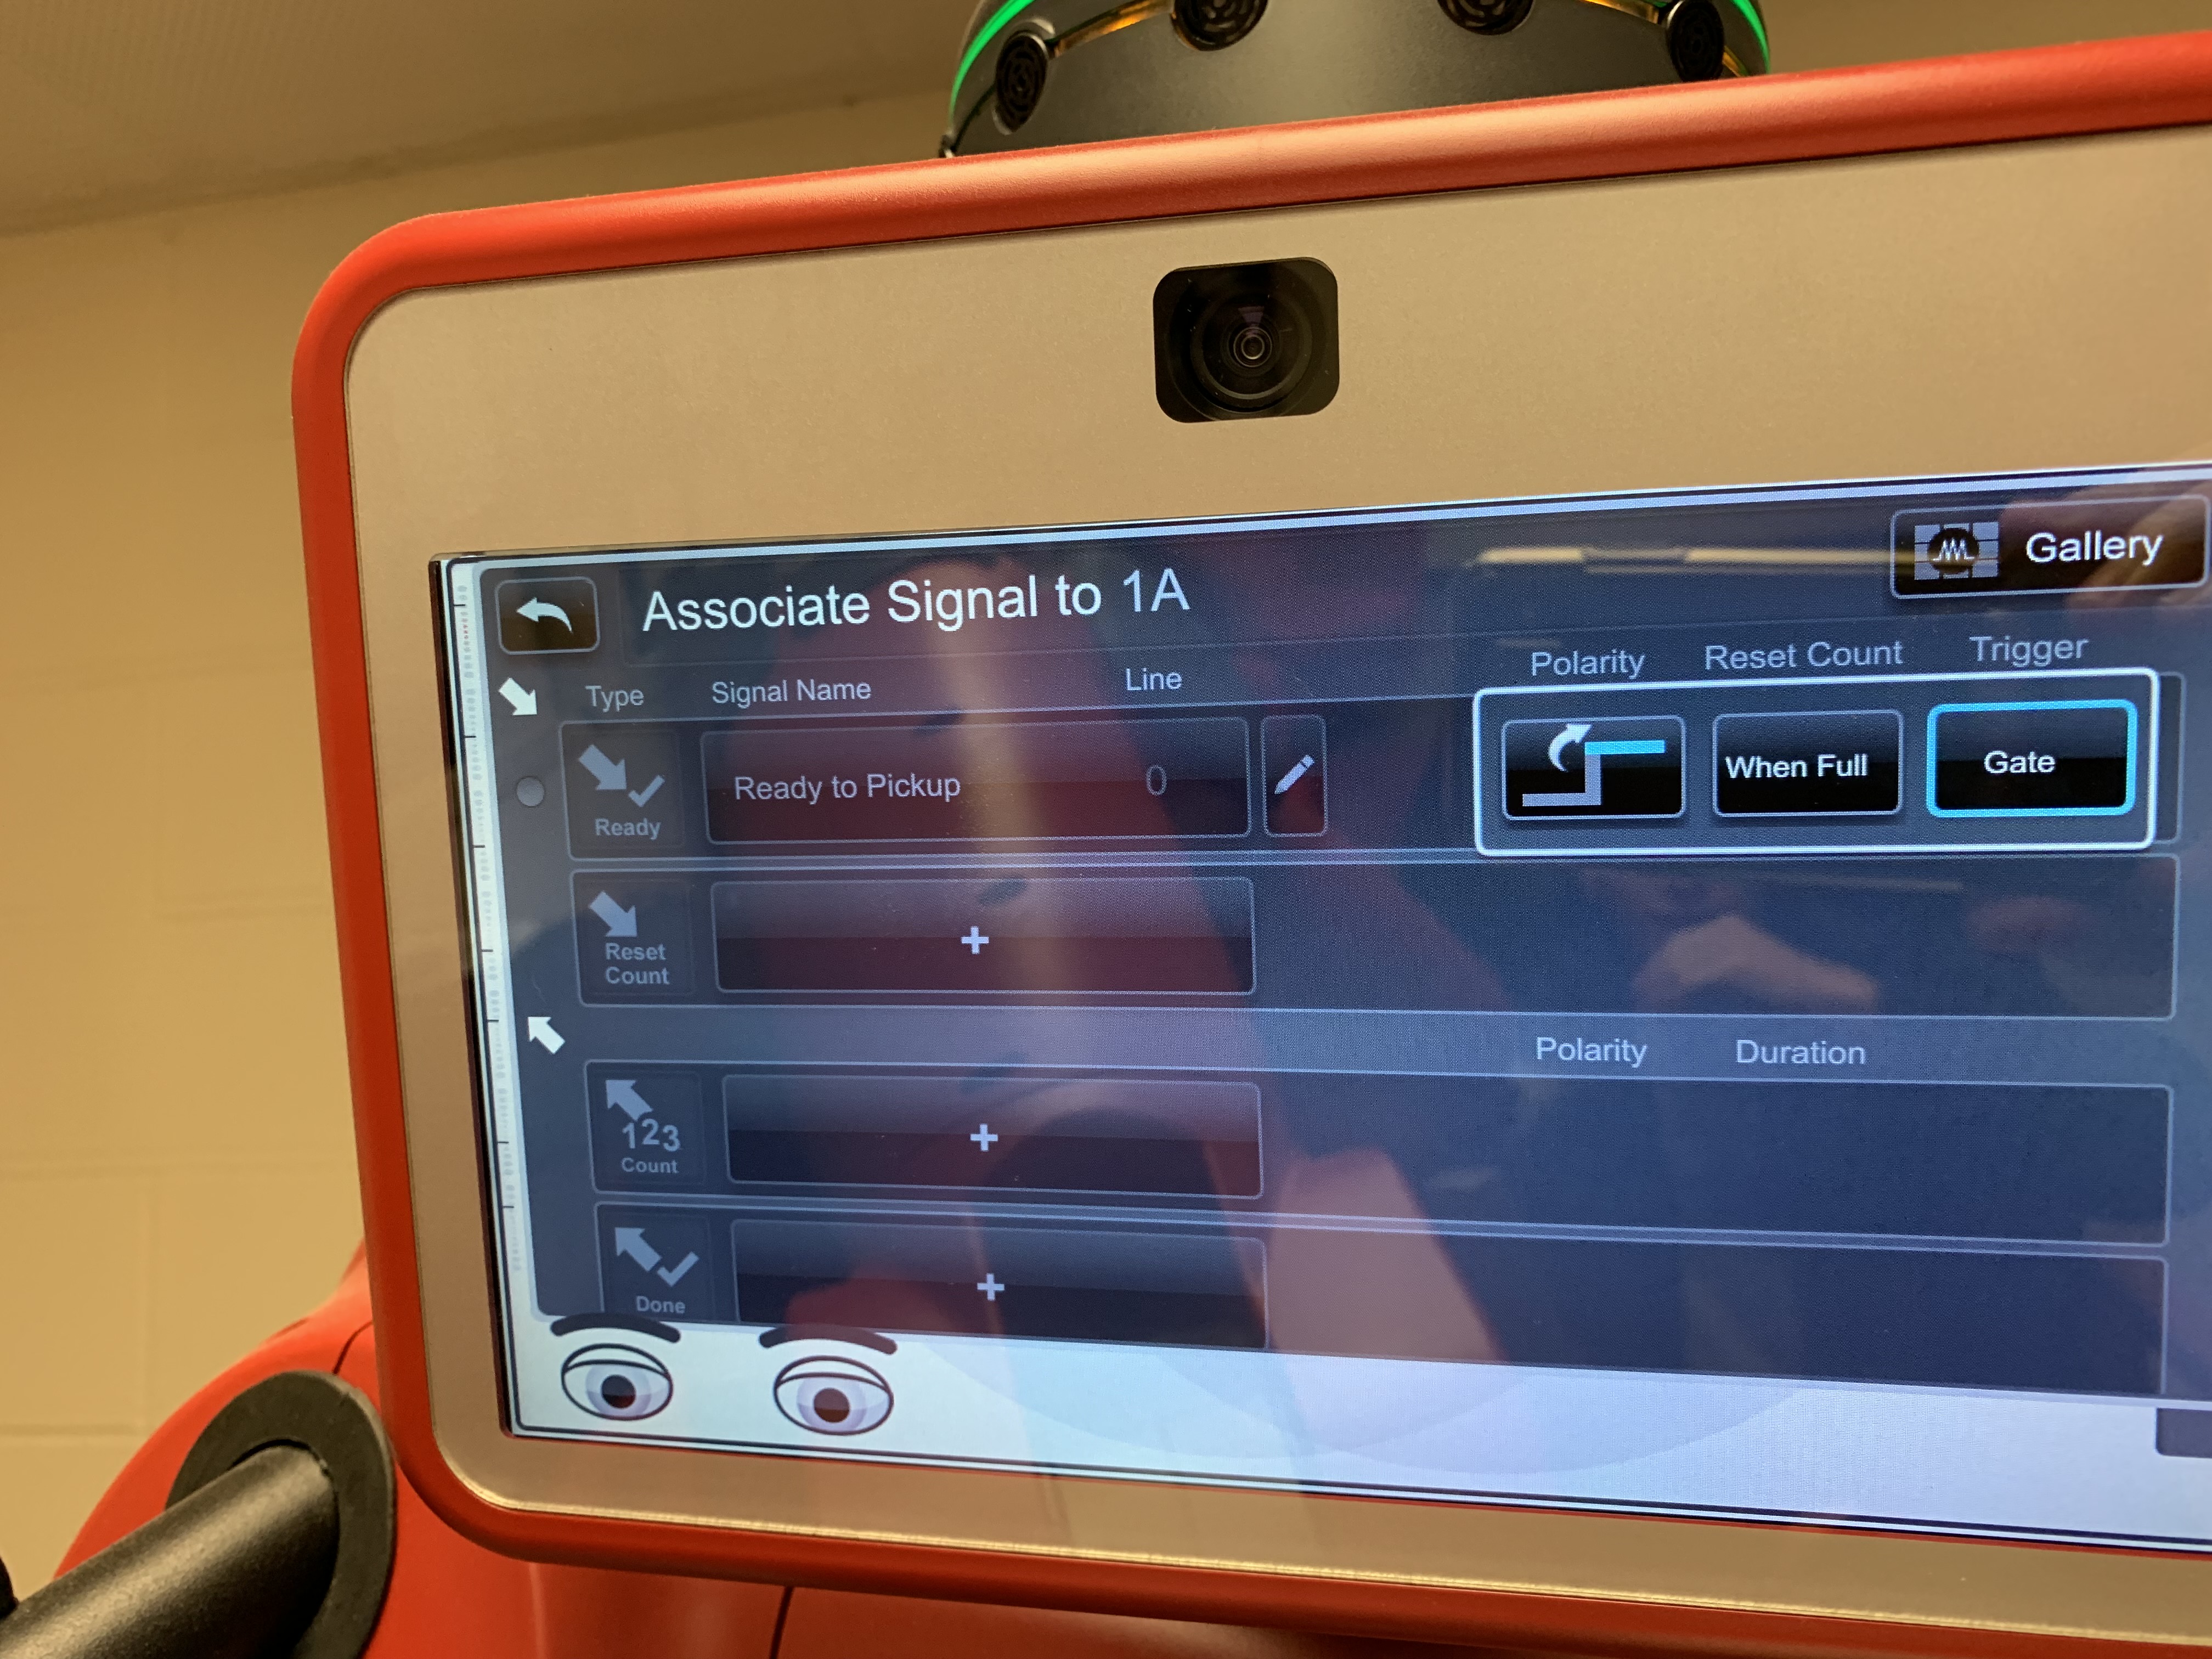 Gallery
Associate Signal to 1A
Type Signal Name Line Polarity Reset Count Trigger
Ready to Pickup 0 When Full Gate
Ready
+
Reset
Count
Polarity Duration
123
+
Count
+
Done